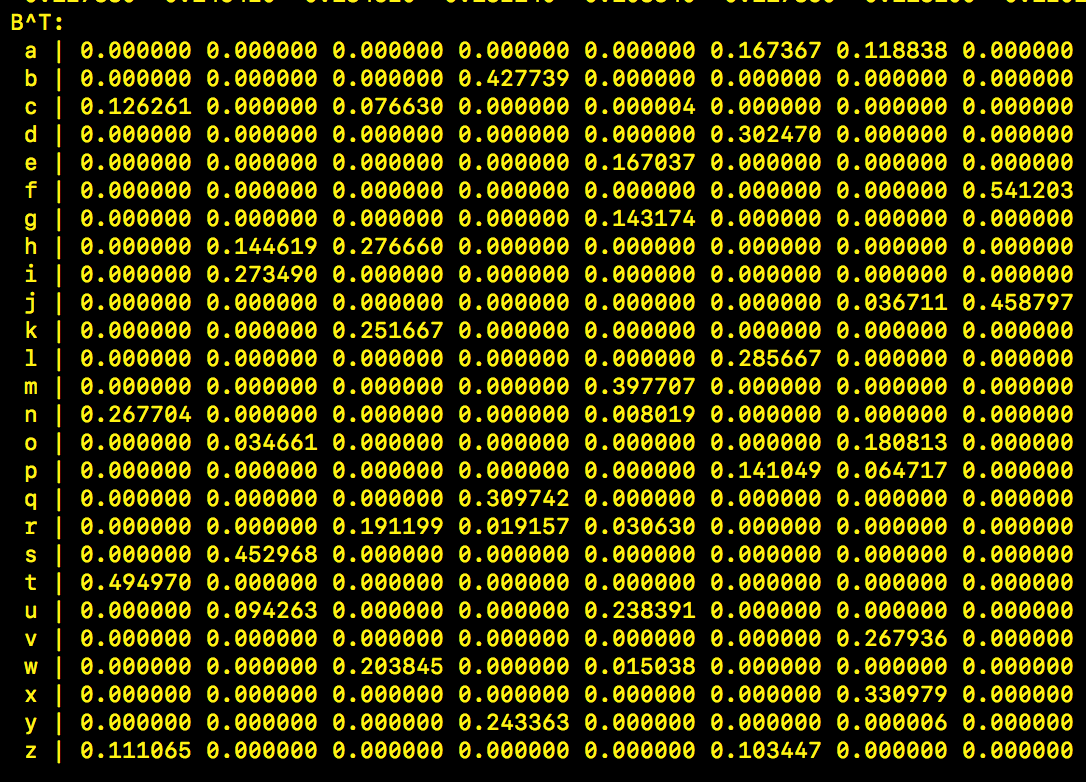 B^T:
a | 0.000000 0.000000 0.000000 0.000000 0.000000 0.167367 0.118838 0.000000
b | 0.000000 0.000000 0.000000 0.427739 0.000000 0.000000 0.000000 0.000000
c | 0.126261 0.000000 0.076630 0.000000 0.000004 0.000000 0.000000 0.000000
d | 0.000000 0.000000 0.000000 0.000000 0.000000 0.302470 0.000000 0.000000
e | 0.000000 0.000000 0.000000 0.000000 0.167037 0.000000 0.000000 0.000000
f | 0.000000 0.000000 0.000000 0.000000 0.000000 0.000000 0.000000 0.541203
g | 0.000000 0.000000 0.000000 0.000000 0.143174 0.000000 0.000000 0.000000
h | 0.000000 0.144619 0.276660 0.000000 0.000000 0.000000 0.000000 0.000000
i | 0.000000 0.273490 0.000000 0.000000 0.000000 0.000000 0.000000 0.000000
j | 0.000000 0.000000 0.000000 0.000000 0.000000 0.000000 0.036711 0.458797
k | 0.000000 0.000000 0.251667 0.000000 0.000000 0.000000 0.000000 0.000000
l | 0.000000 0.000000 0.000000 0.000000 0.000000 0.285667 0.000000 0.000000
m | 0.000000 0.000000 0.000000 0.000000 0.397707 0.000000 0.000000 0.000000
n | 0.267704 0.000000 0.000000 0.000000 0.008019 0.000000 0.000000 0.000000
o | 0.000000 0.034661 0.000000 0.000000 0.000000 0.000000 0.180813 0.000000
p | 0.000000 0.000000 0.000000 0.000000 0.000000 0.141049 0.064717 0.000000
q | 0.000000 0.000000 0.000000 0.309742 0.000000 0.000000 0.000000 0.000000
r | 0.000000 0.000000 0.191199 0.019157 0.030630 0.000000 0.000000 0.000000
s | 0.000000 0.452968 0.000000 0.000000 0.000000 0.000000 0.000000 0.000000
t | 0.494970 0.000000 0.000000 0.000000 0.000000 0.000000 0.000000 0.000000
u | 0.000000 0.094263 0.000000 0.000000 0.238391 0.000000 0.000000 0.000000
v | 0.000000 0.000000 0.000000 0.000000 0.000000 0.000000 0.267936 0.000000
w | 0.000000 0.000000 0.203845 0.000000 0.015038 0.000000 0.000000 0.000000
x | 0.000000 0.000000 0.000000 0.000000 0.000000 0.000000 0.330979 0.000000
y | 0.000000 0.000000 0.000000 0.243363 0.000000 0.000000 0.000006 0.000000
z | 0.111065 0.000000 0.000000 0.000000 0.000000 0.103447 0.000000 0.000000